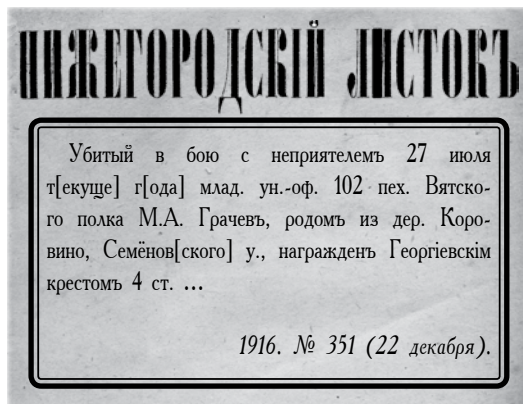 НИЖЕГОРОДСКІЙ ЛИСТОКЪ
Убитый в бою с неприятелемъ 27 июля
т[екуще] г[ода] млад. ун.-оф. 102 пех. Вятско-
го полка М.А. Грачевъ, родомъ из дер. Коро-
вино, Семёнов[ского] у., награжденъ Георгіевскім
крестомъ 4 ст. ...
1916. № 351 (22 декабря).